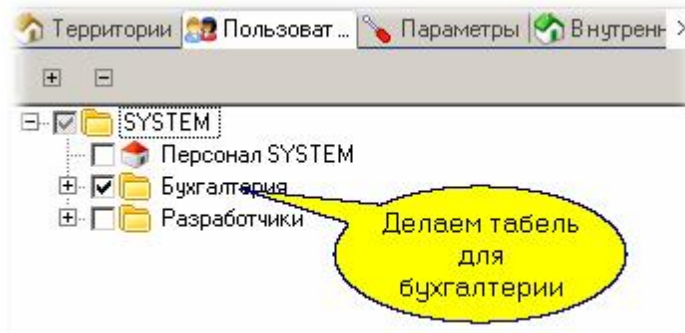 Территории Пользоват ... Параметры Внутренн
SYSTEM
Персонал SYSTEM
Бухгалтерия
Разработчики
Делаем табель
для
бухгалтерии